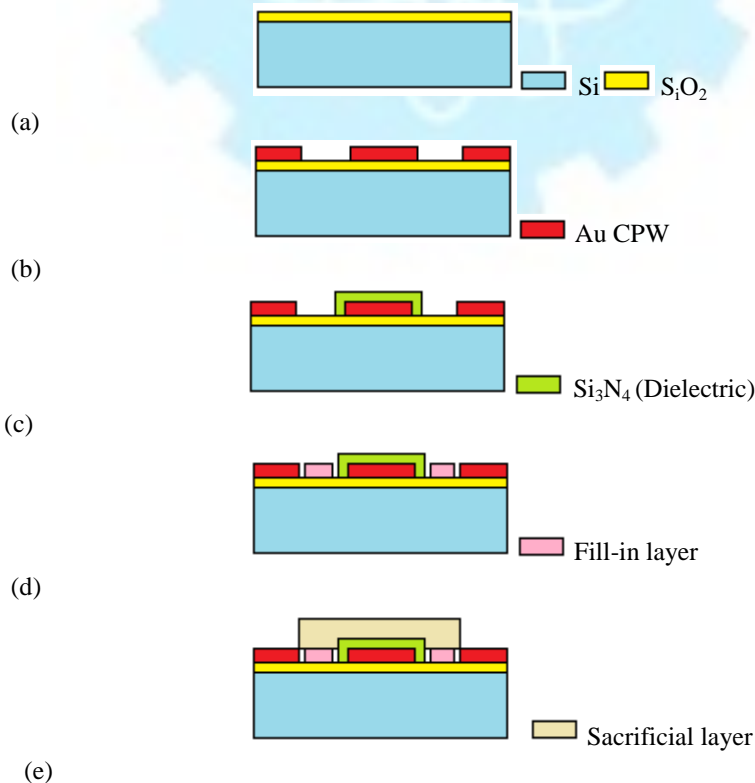 Si SᵢO₂
(a)
Au CPW
(b)
Si₃N₄ (Dielectric)
(c)
Fill-in layer
(d)
Sacrificial layer
(e)